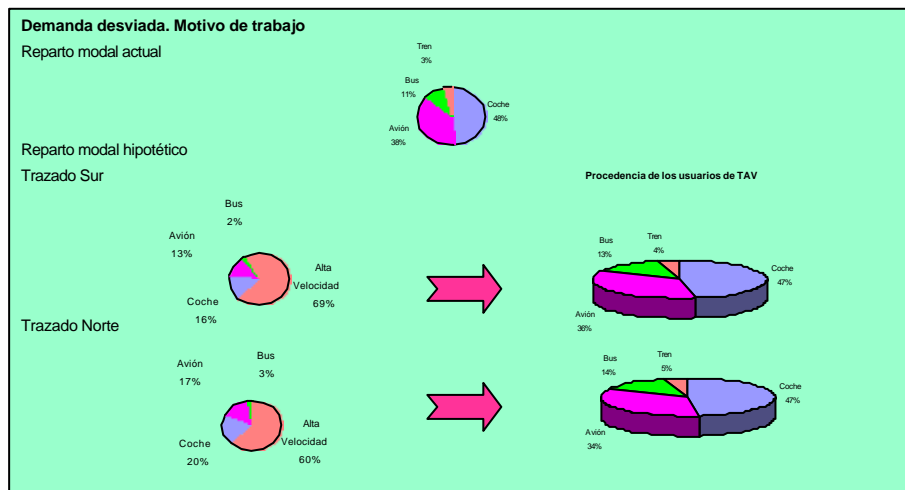 Demanda desviada. Motivo de trabajo
Reparto modal actual
Tren
3%
Bus
11%
Coche
48%
Avión
38%
Reparto modal hipotético
Trazado Sur
Procedencia de los usuarios de TAV
Bus
2%
Avión
13%
Alta
Velocidad
69%
Coche
16%
Tren
4%
Bus
13%
Coche
47%
Avión
36%
Trazado Norte
Bus
3%
Avión
17%
Alta
Velocidad
60%
Coche
20%
Tren
5%
Bus
14%
Coche
47%
Avión
34%